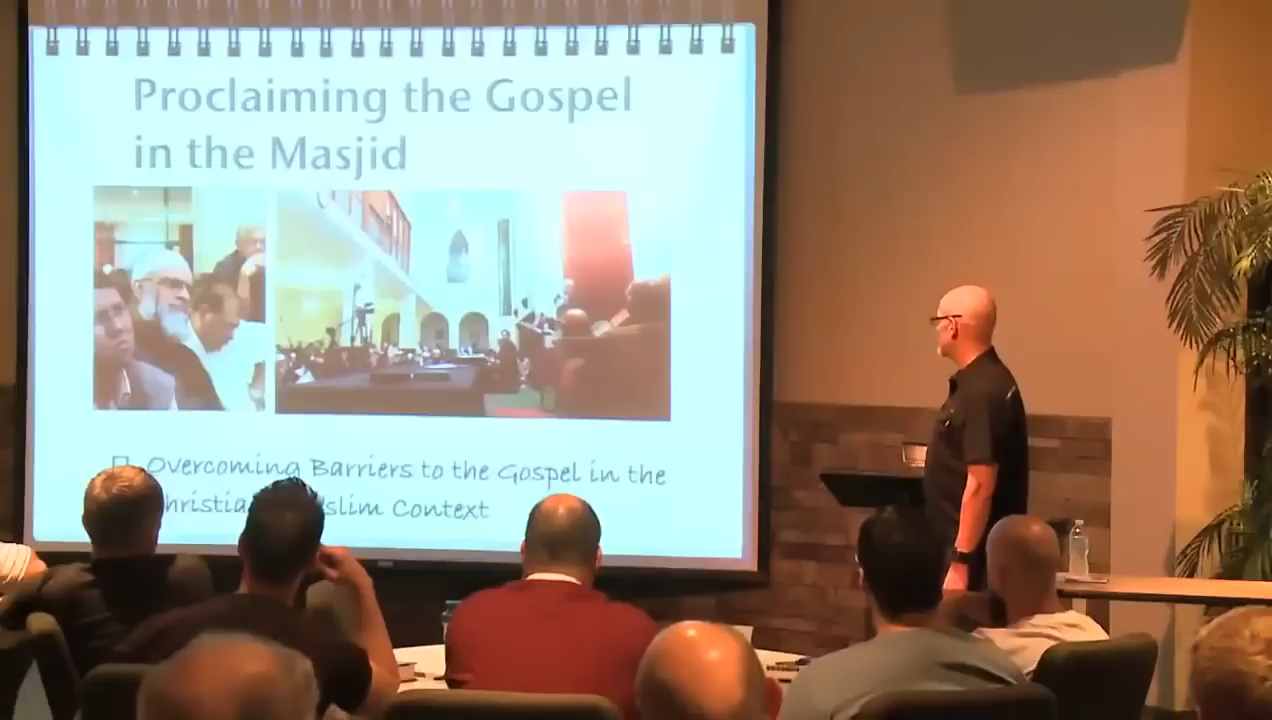 Proclaiming the Gospel
in the Masjid
Overcoming Barriers to the Gospel in the
Context